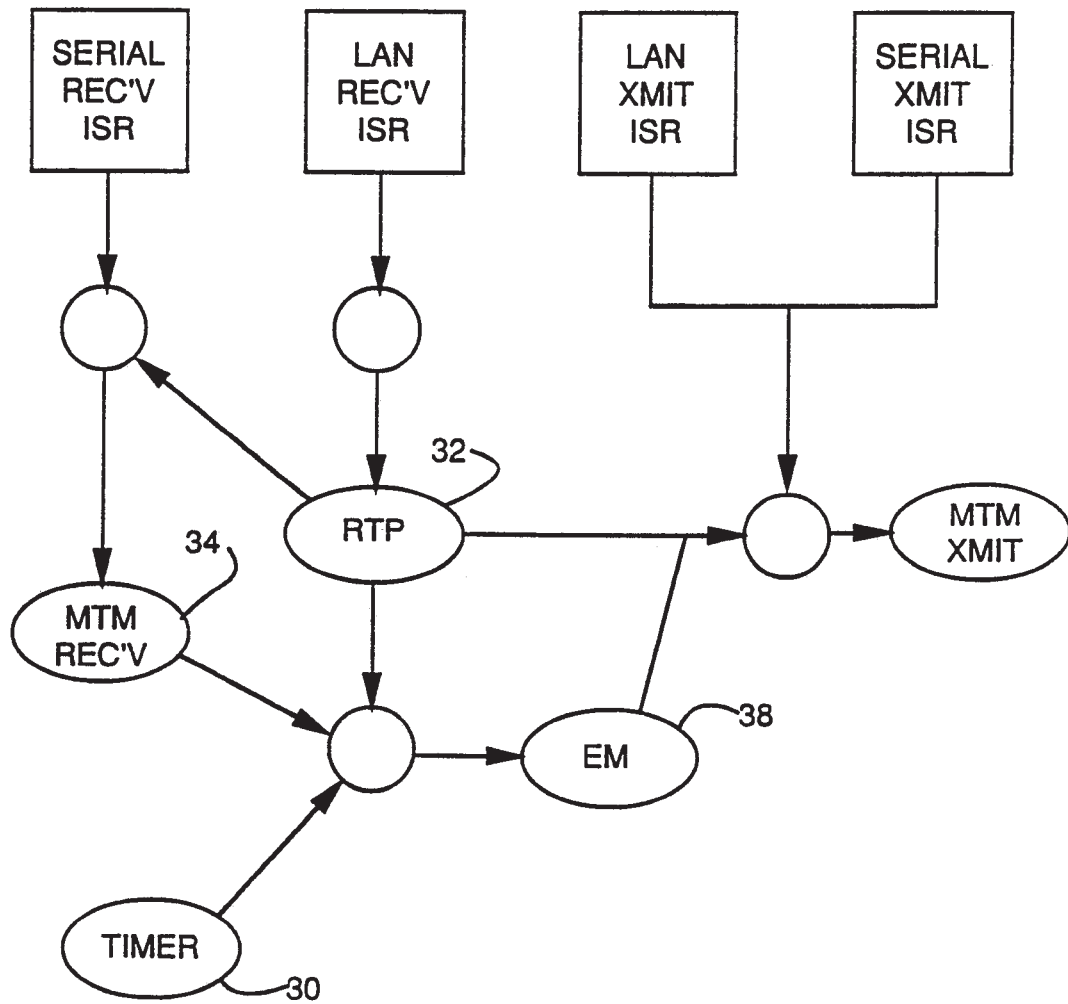 SERIAL
REC'V
ISR
LAN
REC'V
ISR
LAN
XMIT
ISR
SERIAL
XMIT
ISR
32
RTP
MTM
XMIT
34
MTM
REC'V
38
EM
TIMER
30